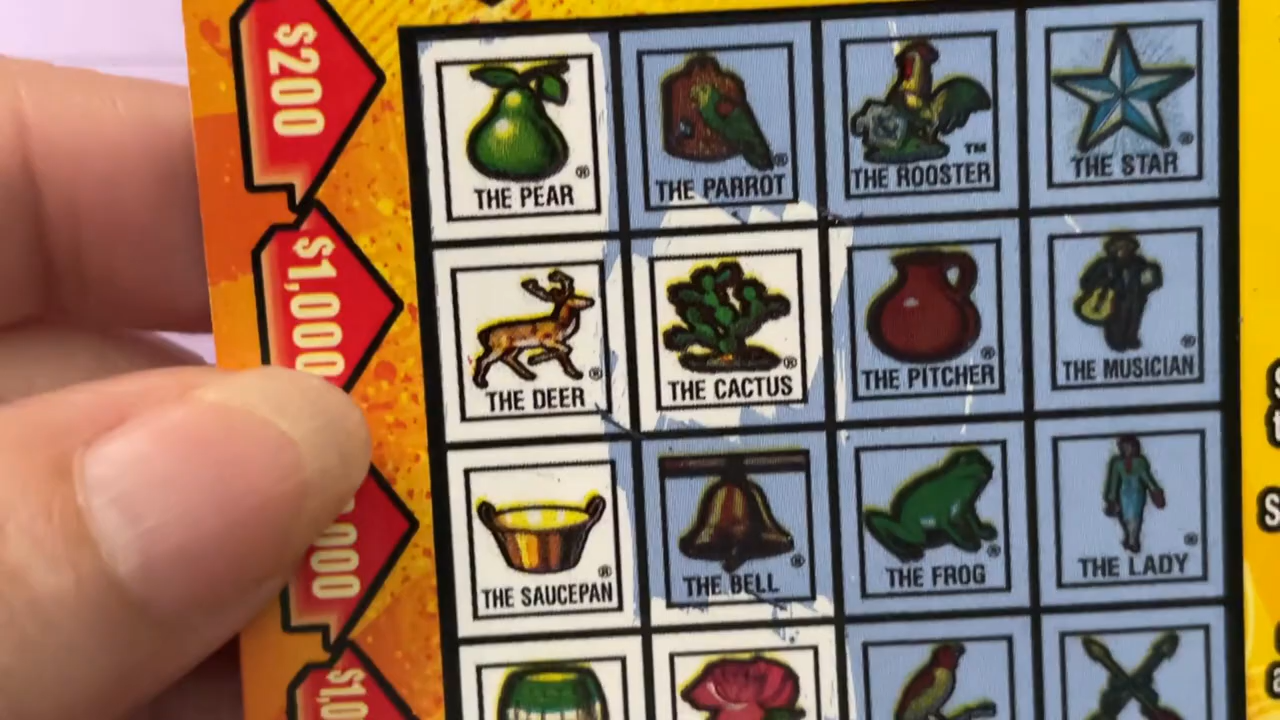 $200
THE PEAR ®
THE PARROT ®
THE ROOSTER ™
THE STAR ®
$1,000
THE DEER ®
THE CACTUS ®
THE PITCHER ®
THE MUSICIAN ®
THE SAUCEPAN ®
THE BELL ®
THE FROG ®
THE LADY ®